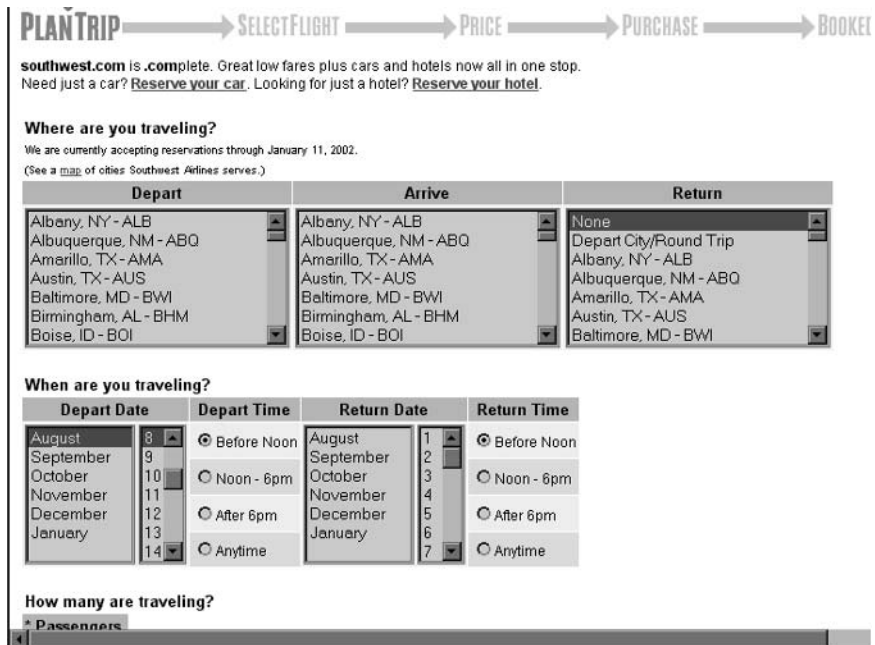 PLANTRIP SELECTFLIGHT PRICE PURCHASE BOOKED
southwest.com is .complete. Great low fares plus cars and hotels now all in one stop.
Need just a car? Reserve your car. Looking for just a hotel? Reserve your hotel.
Where are you traveling?
We are currently accepting reservations through January 11, 2002.
(See a map of cities Southwest Airlines serves.)
Depart Arrive Return
Albany, NY - ALB Albany, NY - ALB None
Albuquerque, NM - ABQ Albuquerque, NM - ABQ Depart City/Round Trip
Amarillo, TX - AMA Amarillo, TX - AMA Albany, NY - ALB
Austin, TX - AUS Austin, TX - AUS Albuquerque, NM - ABQ
Baltimore, MD - BWI Baltimore, MD - BWI Amarillo, TX - AMA
Birmingham, AL - BHM Birmingham, AL - BHM Austin, TX - AUS
Boise, ID - BOI Boise, ID - BOI Baltimore, MD - BWI
When are you traveling?
Depart Date Depart Time Return Date Return Time
August 8 Before Noon August 1 Before Noon
September 9 September 2
October 10 Noon - 6pm October 3 Noon - 6pm
November 11 November 4
December 12 After 6pm December 5 After 6pm
January 13 January 6
14 Anytime 7 Anytime
How many are traveling?
* Passengers